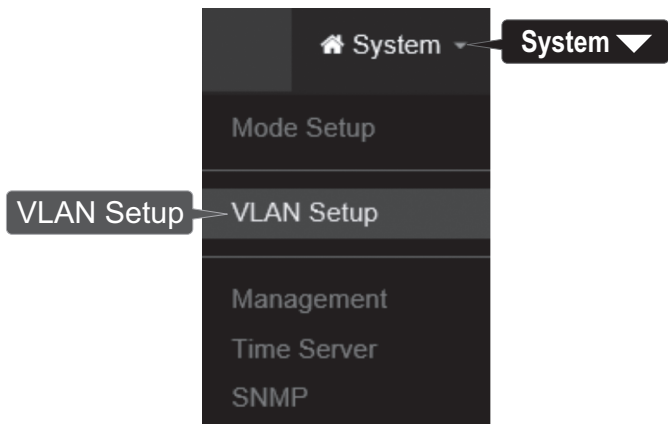 System
System
Mode Setup
VLAN Setup
VLAN Setup
Management
Time Server
SNMP